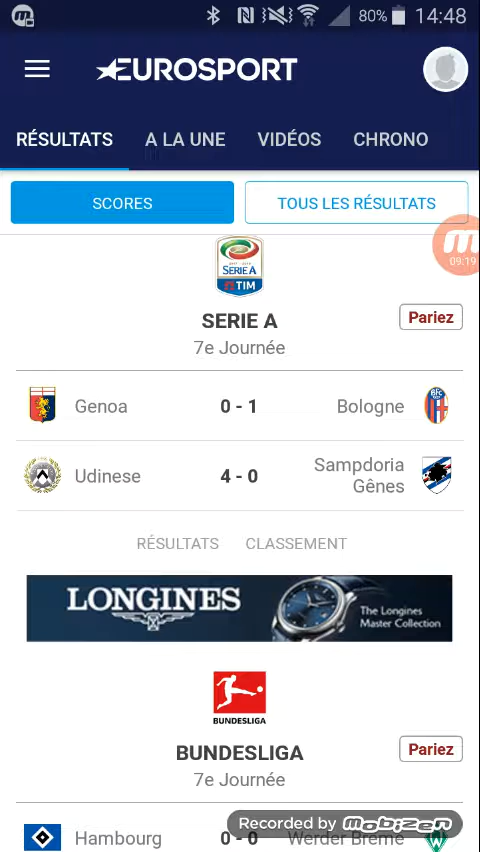 80% 14:48
EUROSPORT
RÉSULTATS A LA UNE VIDÉOS CHRONO
SCORES TOUS LES RÉSULTATS
09:19
SERIE A
TIM
SERIE A
Pariez
7e Journée
Genoa 0 - 1 Bologne
Udinese 4 - 0 Sampdoria
Gênes
RÉSULTATS CLASSEMENT
LONGINES
The Longines
Master Collection
BUNDESLIGA
BUNDESLIGA
Pariez
7e Journée
Recorded by mobizen
Hambourg 0 - 0 Werder Brême